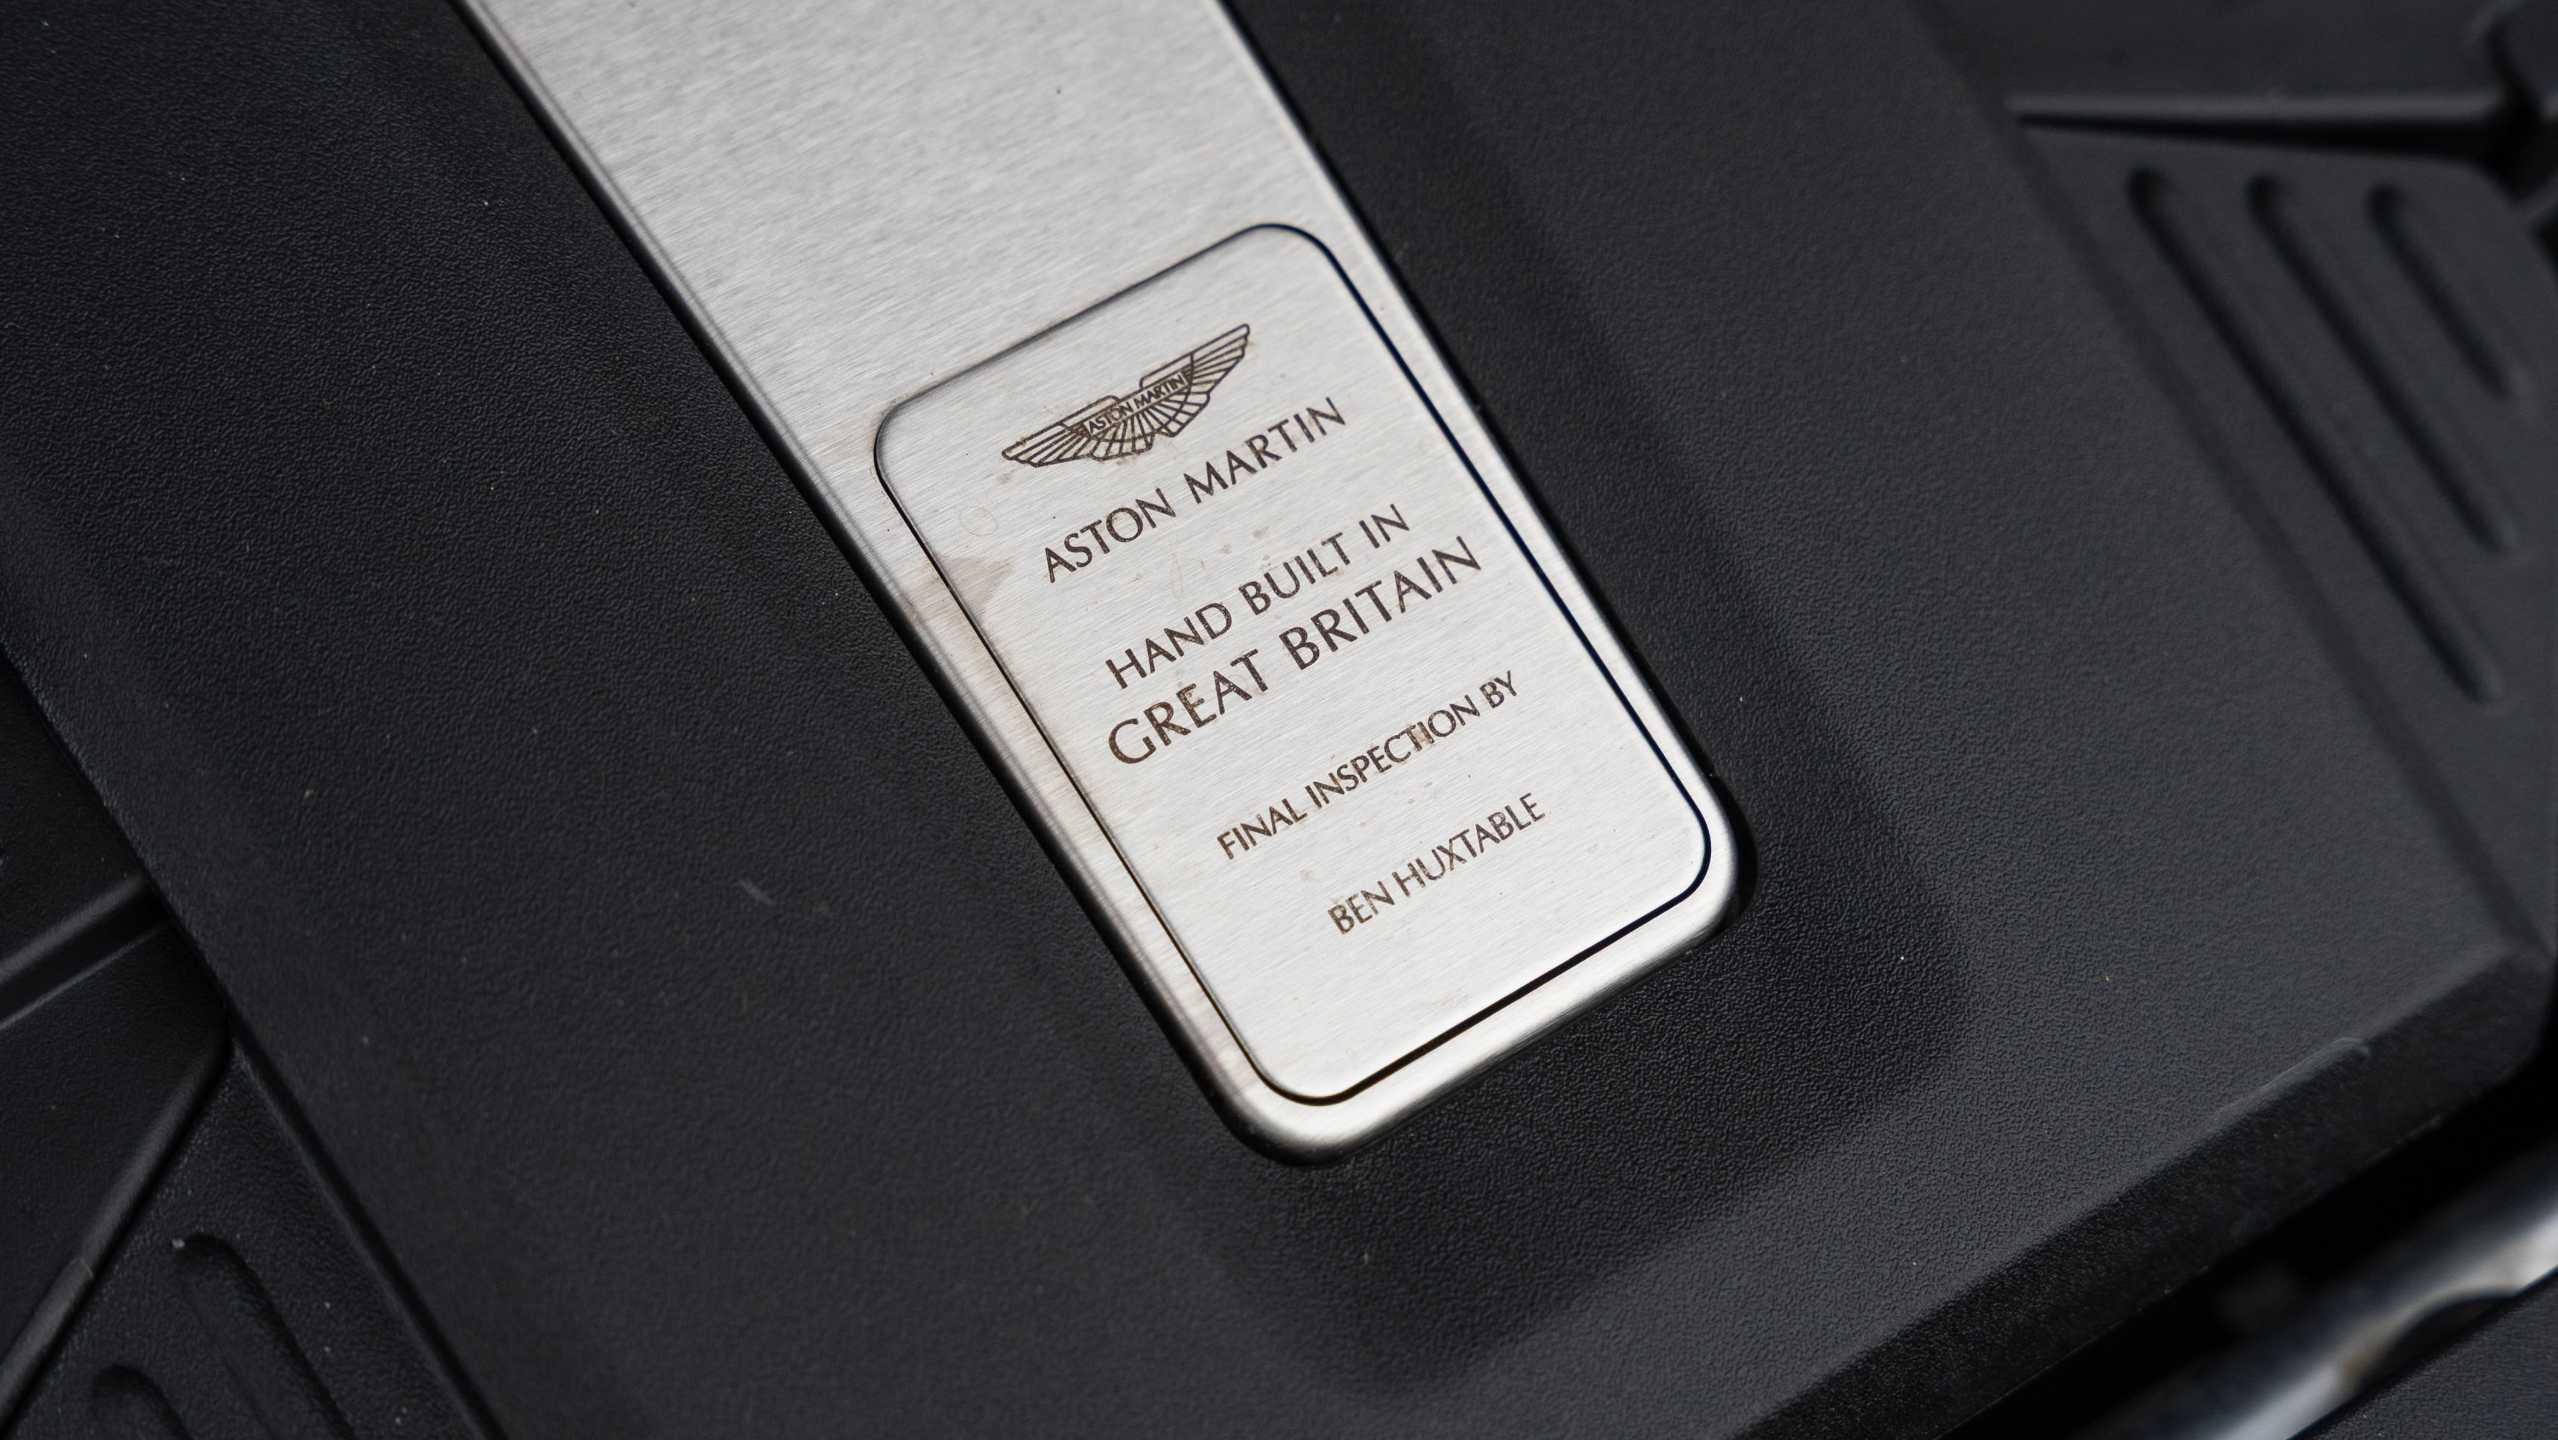 ASTON MARTIN
ASTON MARTIN
HAND BUILT IN
GREAT BRITAIN
FINAL INSPECTION BY
BEN HUXTABLE